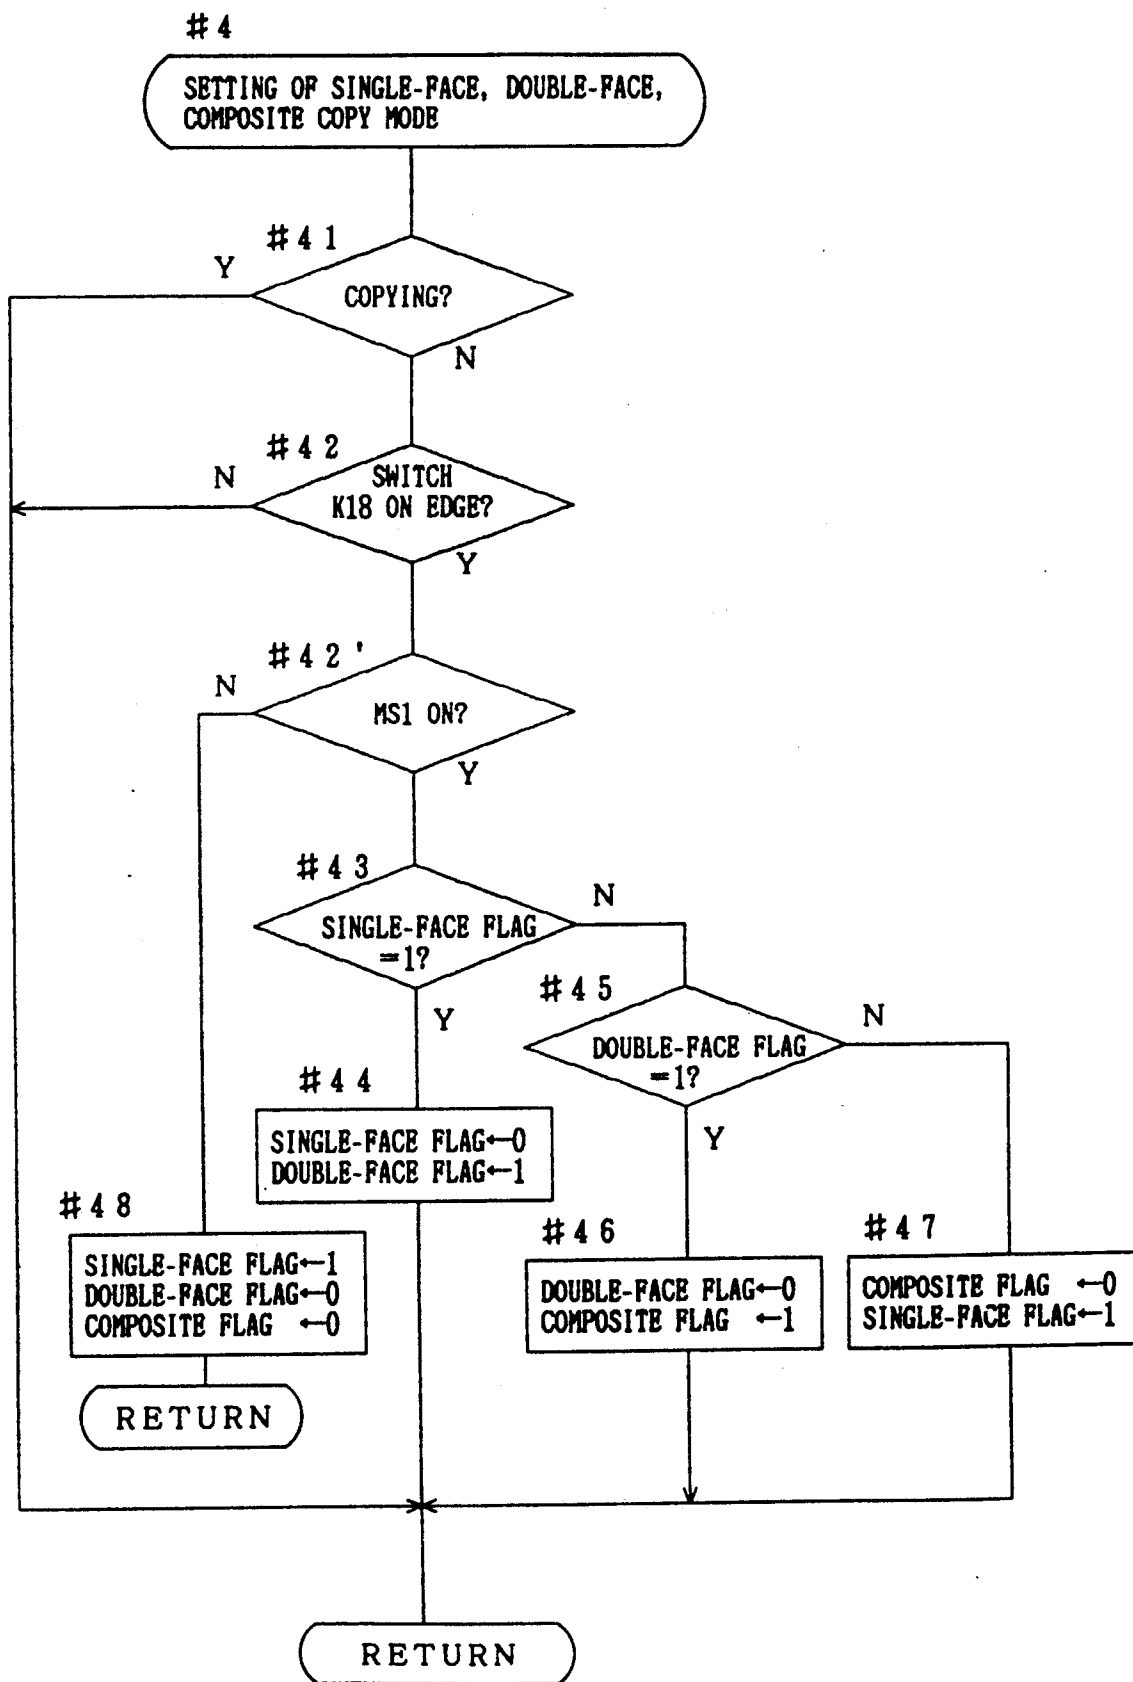 #4
SETTING OF SINGLE-FACE, DOUBLE-FACE,
COMPOSITE COPY MODE
#41
Y
COPYING?
N
#42
N
SWITCH
K18 ON EDGE?
Y
#42'
N
MS1 ON?
Y
#43
N
SINGLE-FACE FLAG
=1?
Y
#45
N
DOUBLE-FACE FLAG
=1?
Y
#44
SINGLE-FACE FLAG←0
DOUBLE-FACE FLAG←1
#48
SINGLE-FACE FLAG←1
DOUBLE-FACE FLAG←0
COMPOSITE FLAG ←0
RETURN
#46
DOUBLE-FACE FLAG←0
COMPOSITE FLAG ←1
#47
COMPOSITE FLAG ←0
SINGLE-FACE FLAG←1
RETURN